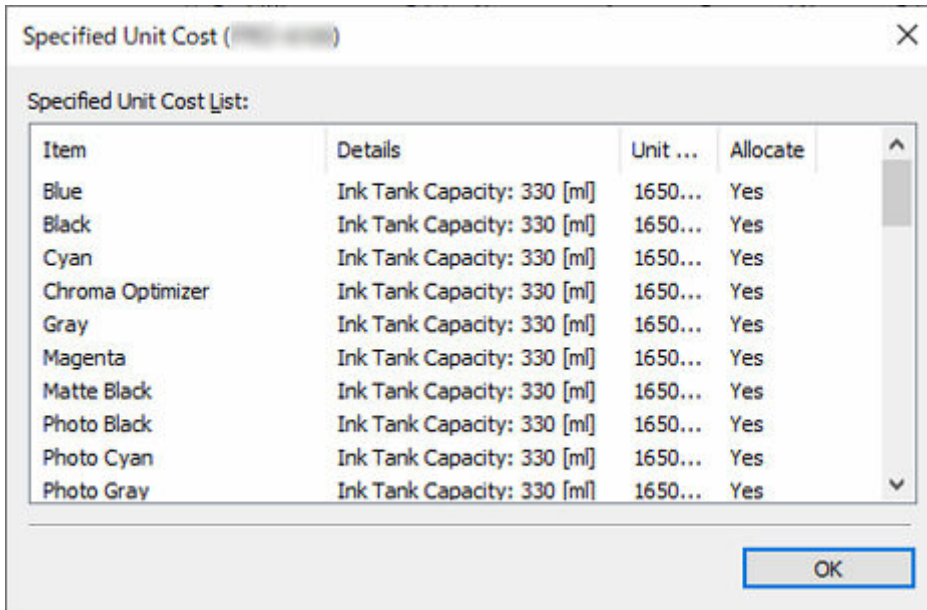 Specified Unit Cost ( )
Specified Unit Cost List:
Item Details Unit ... Allocate
Blue Ink Tank Capacity: 330 [ml] 1650... Yes
Black Ink Tank Capacity: 330 [ml] 1650... Yes
Cyan Ink Tank Capacity: 330 [ml] 1650... Yes
Chroma Optimizer Ink Tank Capacity: 330 [ml] 1650... Yes
Gray Ink Tank Capacity: 330 [ml] 1650... Yes
Magenta Ink Tank Capacity: 330 [ml] 1650... Yes
Matte Black Ink Tank Capacity: 330 [ml] 1650... Yes
Photo Black Ink Tank Capacity: 330 [ml] 1650... Yes
Photo Cyan Ink Tank Capacity: 330 [ml] 1650... Yes
Photo Gray Ink Tank Capacity: 330 [ml] 1650... Yes
OK